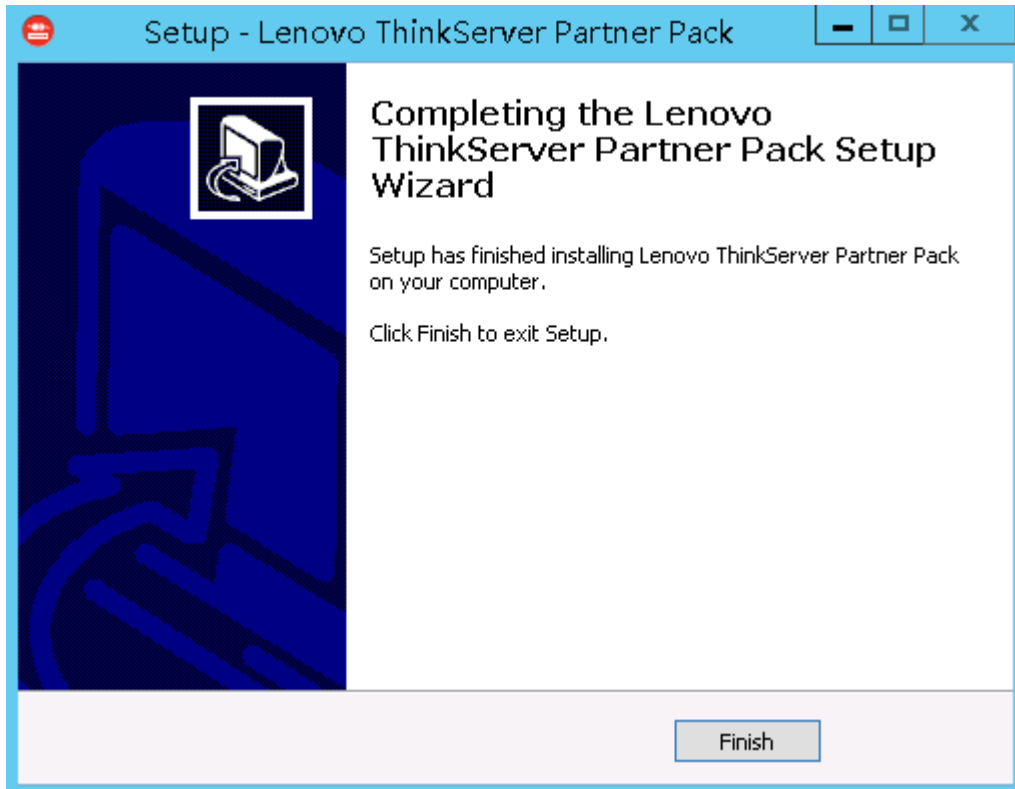 Setup - Lenovo ThinkServer Partner Pack
Completing the Lenovo
ThinkServer Partner Pack Setup
Wizard
Setup has finished installing Lenovo ThinkServer Partner Pack
on your computer.
Click Finish to exit Setup.
Finish